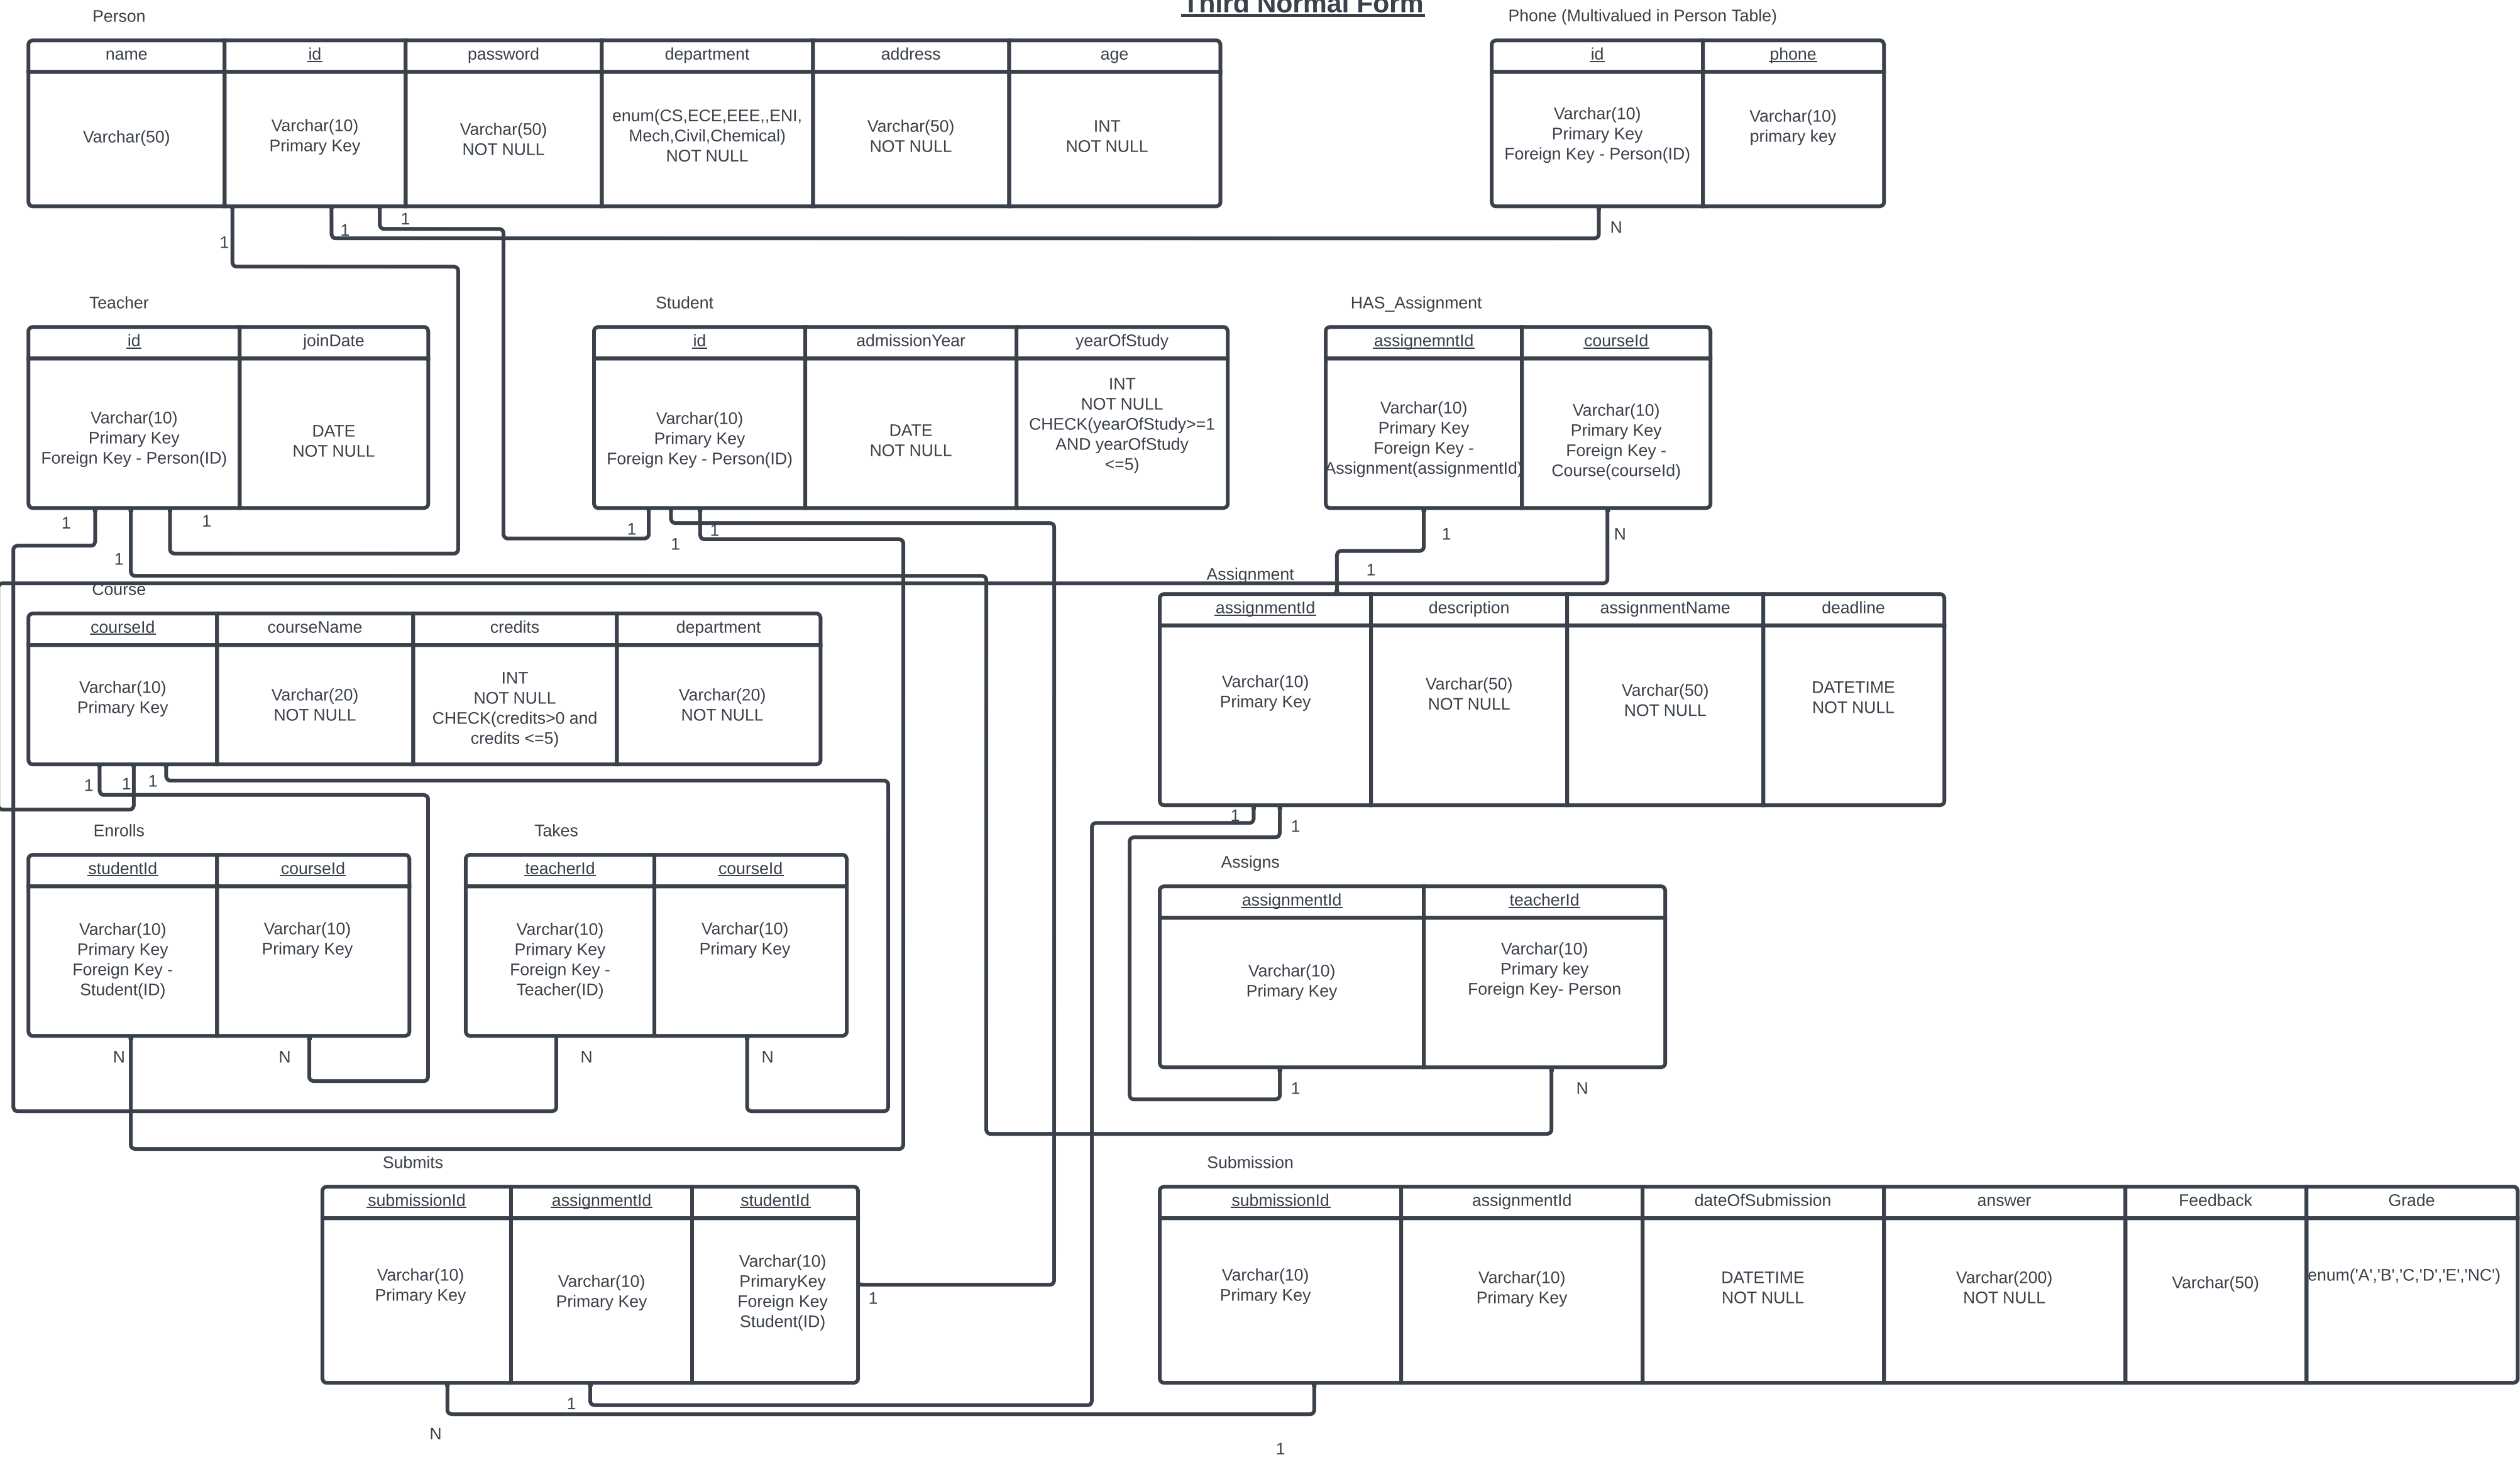 Third Normal Form
Person
Phone (Multivalued in Person Table)
name
id
password
department
address
age
Varchar(50)
Varchar(10)
Primary Key
Varchar(50)
NOT NULL
enum(CS,ECE,EEE,,ENI,
Mech,Civil,Chemical)
NOT NULL
Varchar(50)
NOT NULL
INT
NOT NULL
id
phone
Varchar(10)
Primary Key
Foreign Key - Person(ID)
Varchar(10)
primary key
1
1
1
N
Teacher
id
joinDate
Varchar(10)
Primary Key
Foreign Key - Person(ID)
DATE
NOT NULL
1
1
1
Student
id
admissionYear
yearOfStudy
Varchar(10)
Primary Key
Foreign Key - Person(ID)
DATE
NOT NULL
INT
NOT NULL
CHECK(yearOfStudy>=1
AND yearOfStudy
<=5)
1
1
1
HAS_Assignment
assignemntId
courseId
Varchar(10)
Primary Key
Foreign Key -
Assignment(assignmentId)
Varchar(10)
Primary Key
Foreign Key -
Course(courseId)
1
N
1
Course
courseId
courseName
credits
department
Varchar(10)
Primary Key
Varchar(20)
NOT NULL
INT
NOT NULL
CHECK(credits>0 and
credits <=5)
Varchar(20)
NOT NULL
1
1
1
Assignment
assignmentId
description
assignmentName
deadline
Varchar(10)
Primary Key
Varchar(50)
NOT NULL
Varchar(50)
NOT NULL
DATETIME
NOT NULL
1
1
Enrolls
studentId
courseId
Varchar(10)
Primary Key
Foreign Key -
Student(ID)
Varchar(10)
Primary Key
N
N
Takes
teacherId
courseId
Varchar(10)
Primary Key
Foreign Key -
Teacher(ID)
Varchar(10)
Primary Key
N
N
Assigns
assignmentId
teacherId
Varchar(10)
Primary Key
Varchar(10)
Primary key
Foreign Key- Person
1
N
Submits
submissionId
assignmentId
studentId
Varchar(10)
Primary Key
Varchar(10)
Primary Key
Varchar(10)
PrimaryKey
Foreign Key
Student(ID)
1
1
N
Submission
submissionId
assignmentId
dateOfSubmission
answer
Feedback
Grade
Varchar(10)
Primary Key
Varchar(10)
Primary Key
DATETIME
NOT NULL
Varchar(200)
NOT NULL
Varchar(50)
enum('A','B','C,'D','E','NC')
1